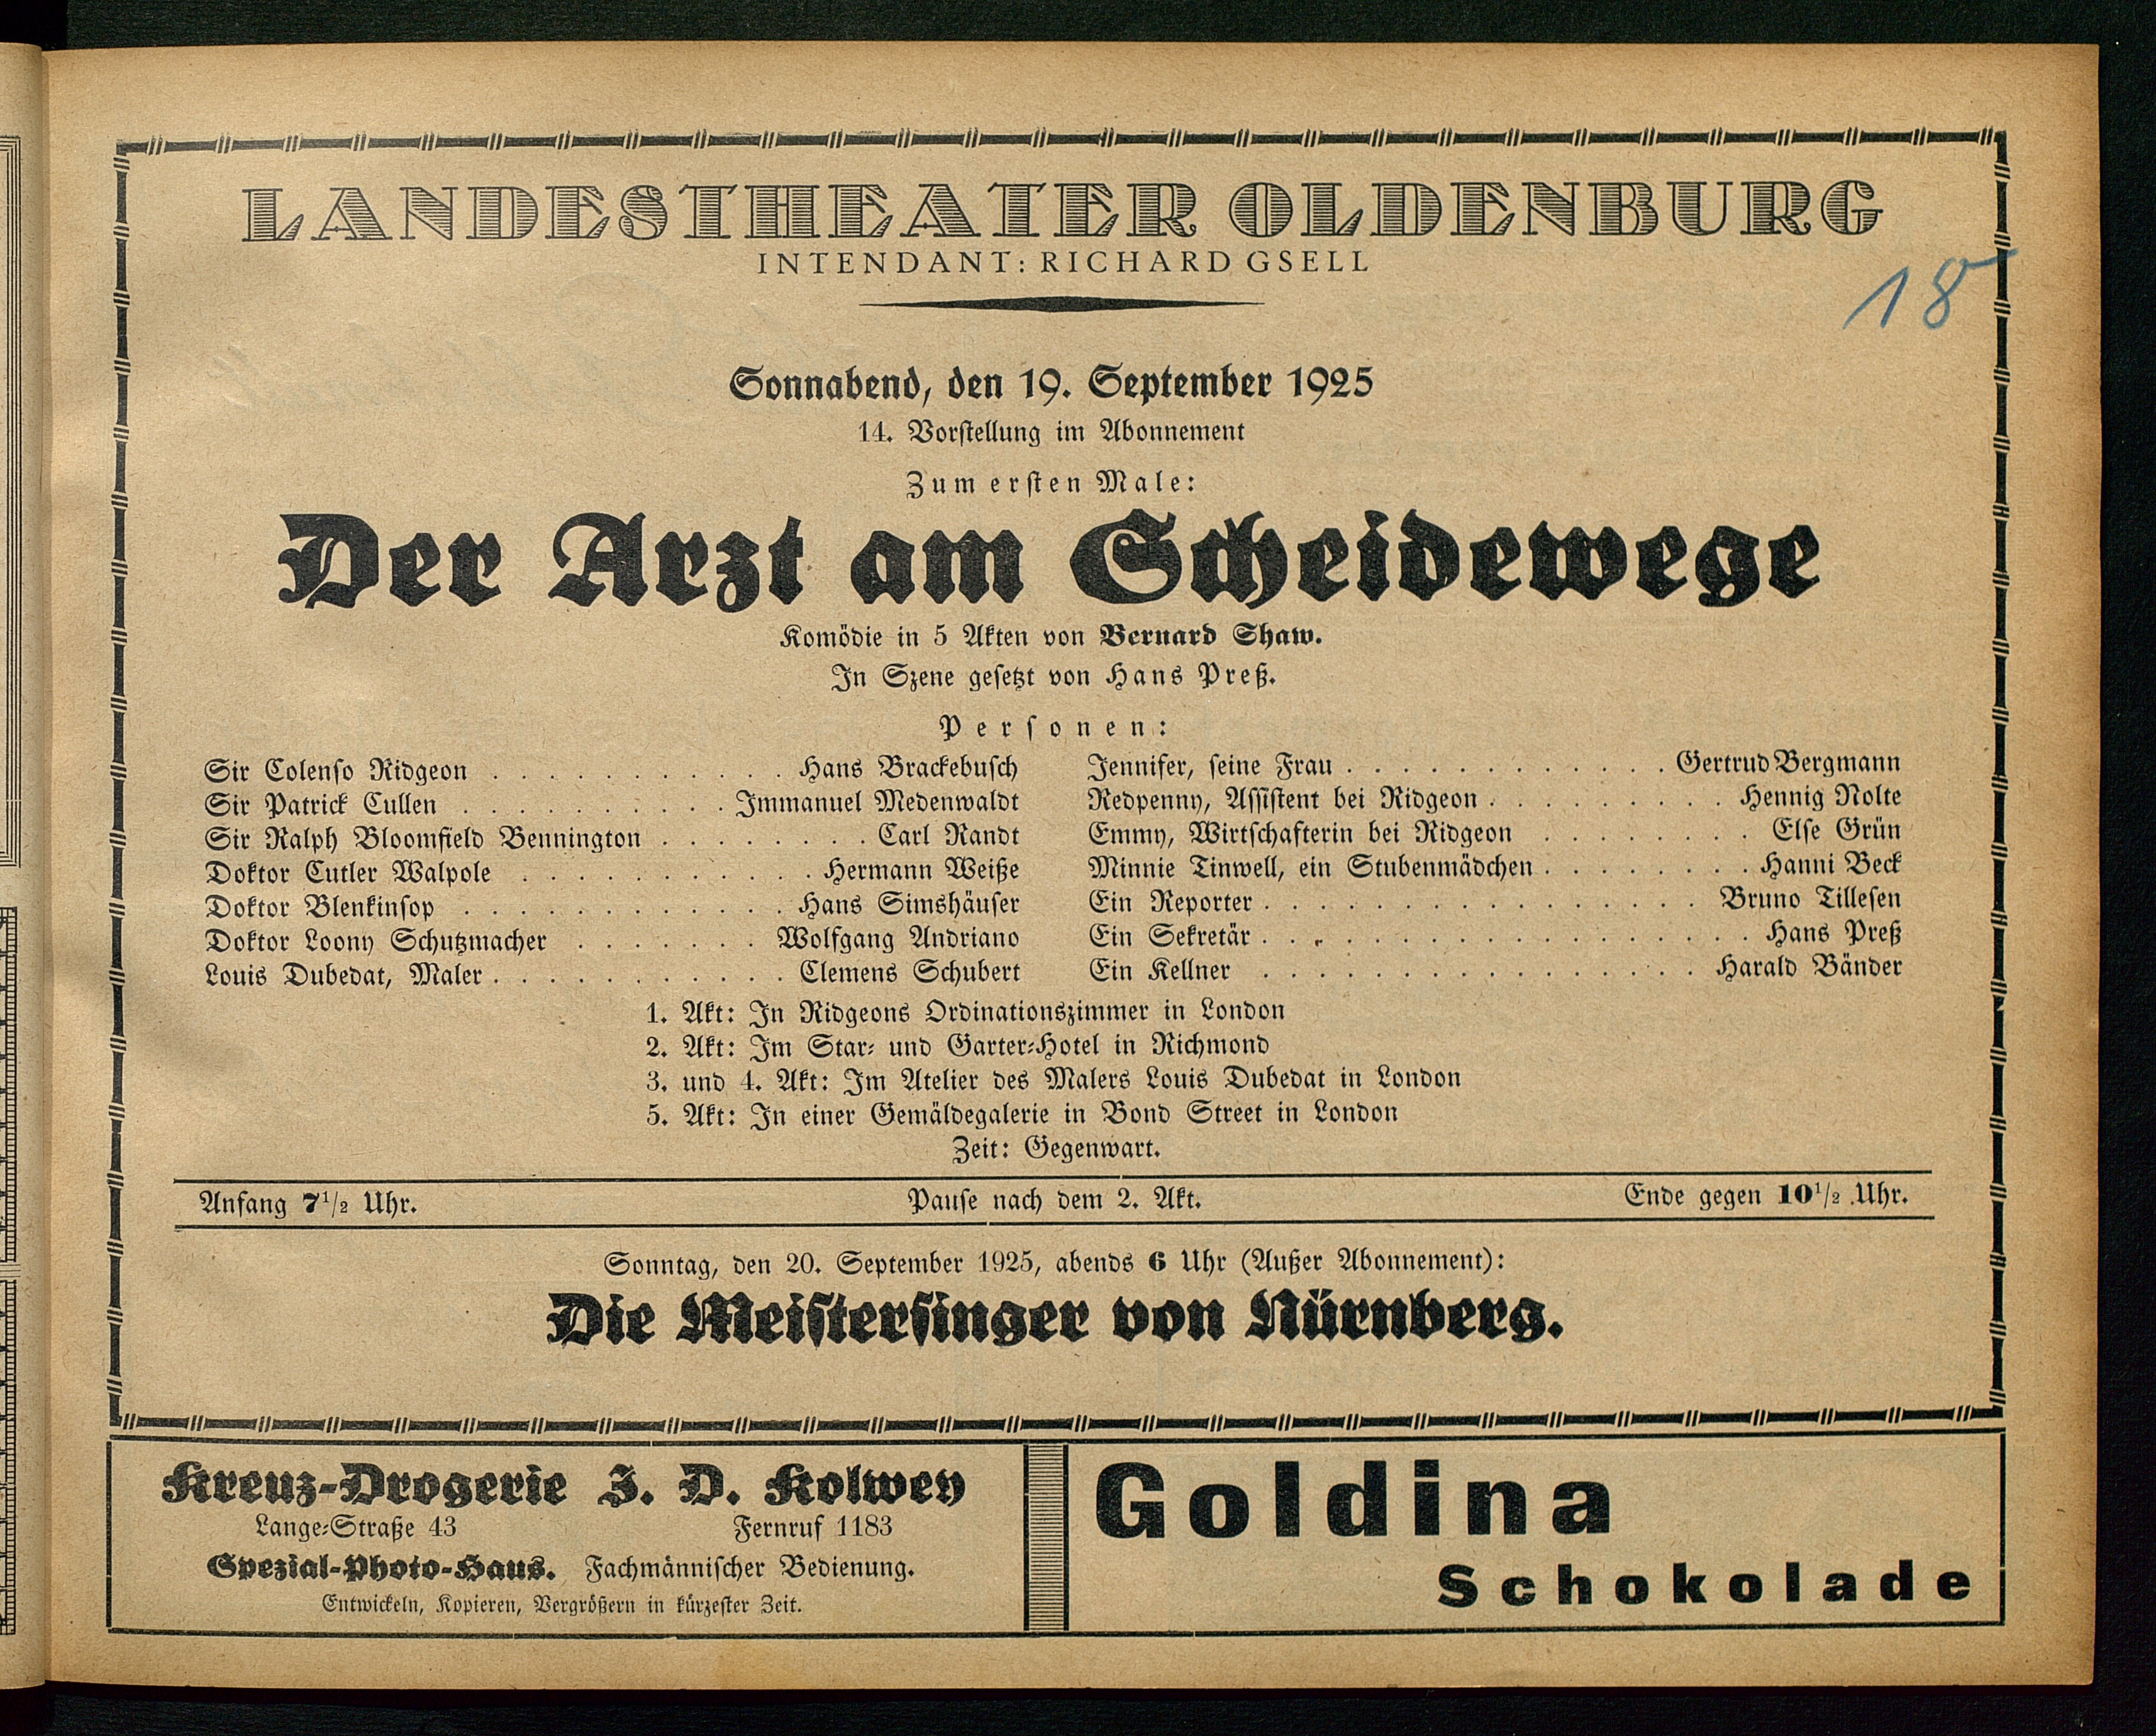 LANDESTHEATER OLDENBURG
INTENDANT: RICHARD GSELL
18
Sonnabend, den 19. September 1925
14. Vorstellung im Abonnement
Zum ersten Male:
Der Arzt am Scheidewege
Komödie in 5 Akten von Bernard Shaw.
In Szene gesetzt von Hans Preß.
Personen:
Sir Colenso Ridgeon . . . . . . . . . . . Hans Brackebusch
Sir Patrick Cullen . . . . . . . . . . Immanuel Medenwaldt
Sir Ralph Bloomfield Bennington . . . . . . . . Carl Randt
Doktor Cutler Walpole . . . . . . . . . . . Hermann Weiße
Doktor Blenkinsop . . . . . . . . . . . . Hans Simshäuser
Doktor Loony Schutzmacher . . . . . . . Wolfgang Andriano
Louis Dubedat, Maler . . . . . . . . . . . Clemens Schubert
Jennifer, seine Frau . . . . . . . . . . . . Gertrud Bergmann
Redpenny, Assistent bei Ridgeon . . . . . . . . . Hennig Nolte
Emmy, Wirtschafterin bei Ridgeon . . . . . . . . Else Grün
Minnie Tinwell, ein Stubenmädchen . . . . . . . . Hanni Beck
Ein Reporter . . . . . . . . . . . . . . . . Bruno Tillesen
Ein Sekretär . . . . . . . . . . . . . . . . . . Hans Preß
Ein Kellner . . . . . . . . . . . . . . . . Harald Bänder
1. Akt: In Ridgeons Ordinationszimmer in London
2. Akt: Im Star- und Garter-Hotel in Richmond
3. und 4. Akt: Im Atelier des Malers Louis Dubedat in London
5. Akt: In einer Gemäldegalerie in Bond Street in London
Zeit: Gegenwart.
Anfang 7 1/2 Uhr. Pause nach dem 2. Akt. Ende gegen 10 1/2 Uhr.
Sonntag, den 20. September 1925, abends 6 Uhr (Außer Abonnement):
Die Meistersinger von Nürnberg.
Kreuz-Drogerie J. D. Kolwey
Lange-Straße 43 Fernruf 1183
Spezial-Photo-Haus. Fachmännischer Bedienung.
Entwickeln, Kopieren, Vergrößern in kürzester Zeit.
Goldina
Schokolade